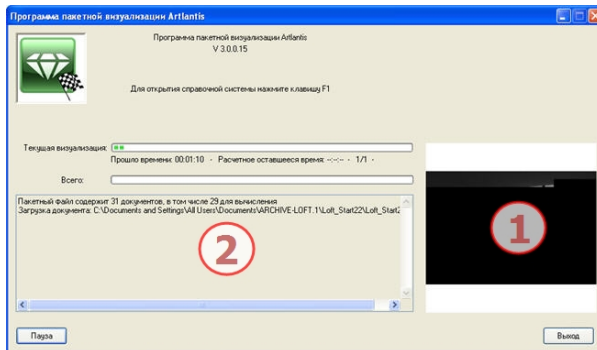 Программа пакетной визуализации Artlantis
Программа пакетной визуализации Artlantis
V 3.0.0.15
Для открытия справочной системы нажмите клавишу F1
Текущая визуализация:
Прошло времени: 00:01:10 - Расчетное оставшееся время: --:--:-- - 1/1 -
Всего:
Пакетный файл содержит 31 документов, в том числе 29 для вычисления
Загрузка документа: C:\Documents and Settings\All Users\Documents\ARCHIVE-LOFT.1\Loft_Start22\Loft_Start2
1
2
Пауза
Выход